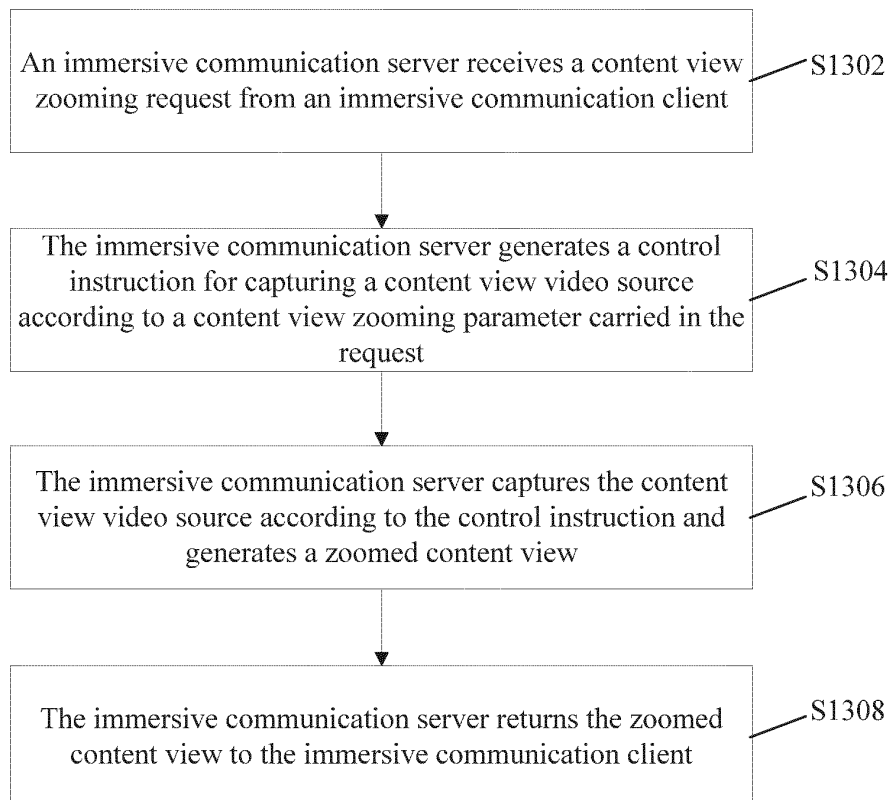 An immersive communication server receives a content view
zooming request from an immersive communication client
S1302
The immersive communication server generates a control
instruction for capturing a content view video source
according to a content view zooming parameter carried in the
request
S1304
The immersive communication server captures the content
view video source according to the control instruction and
generates a zoomed content view
S1306
The immersive communication server returns the zoomed
content view to the immersive communication client
S1308